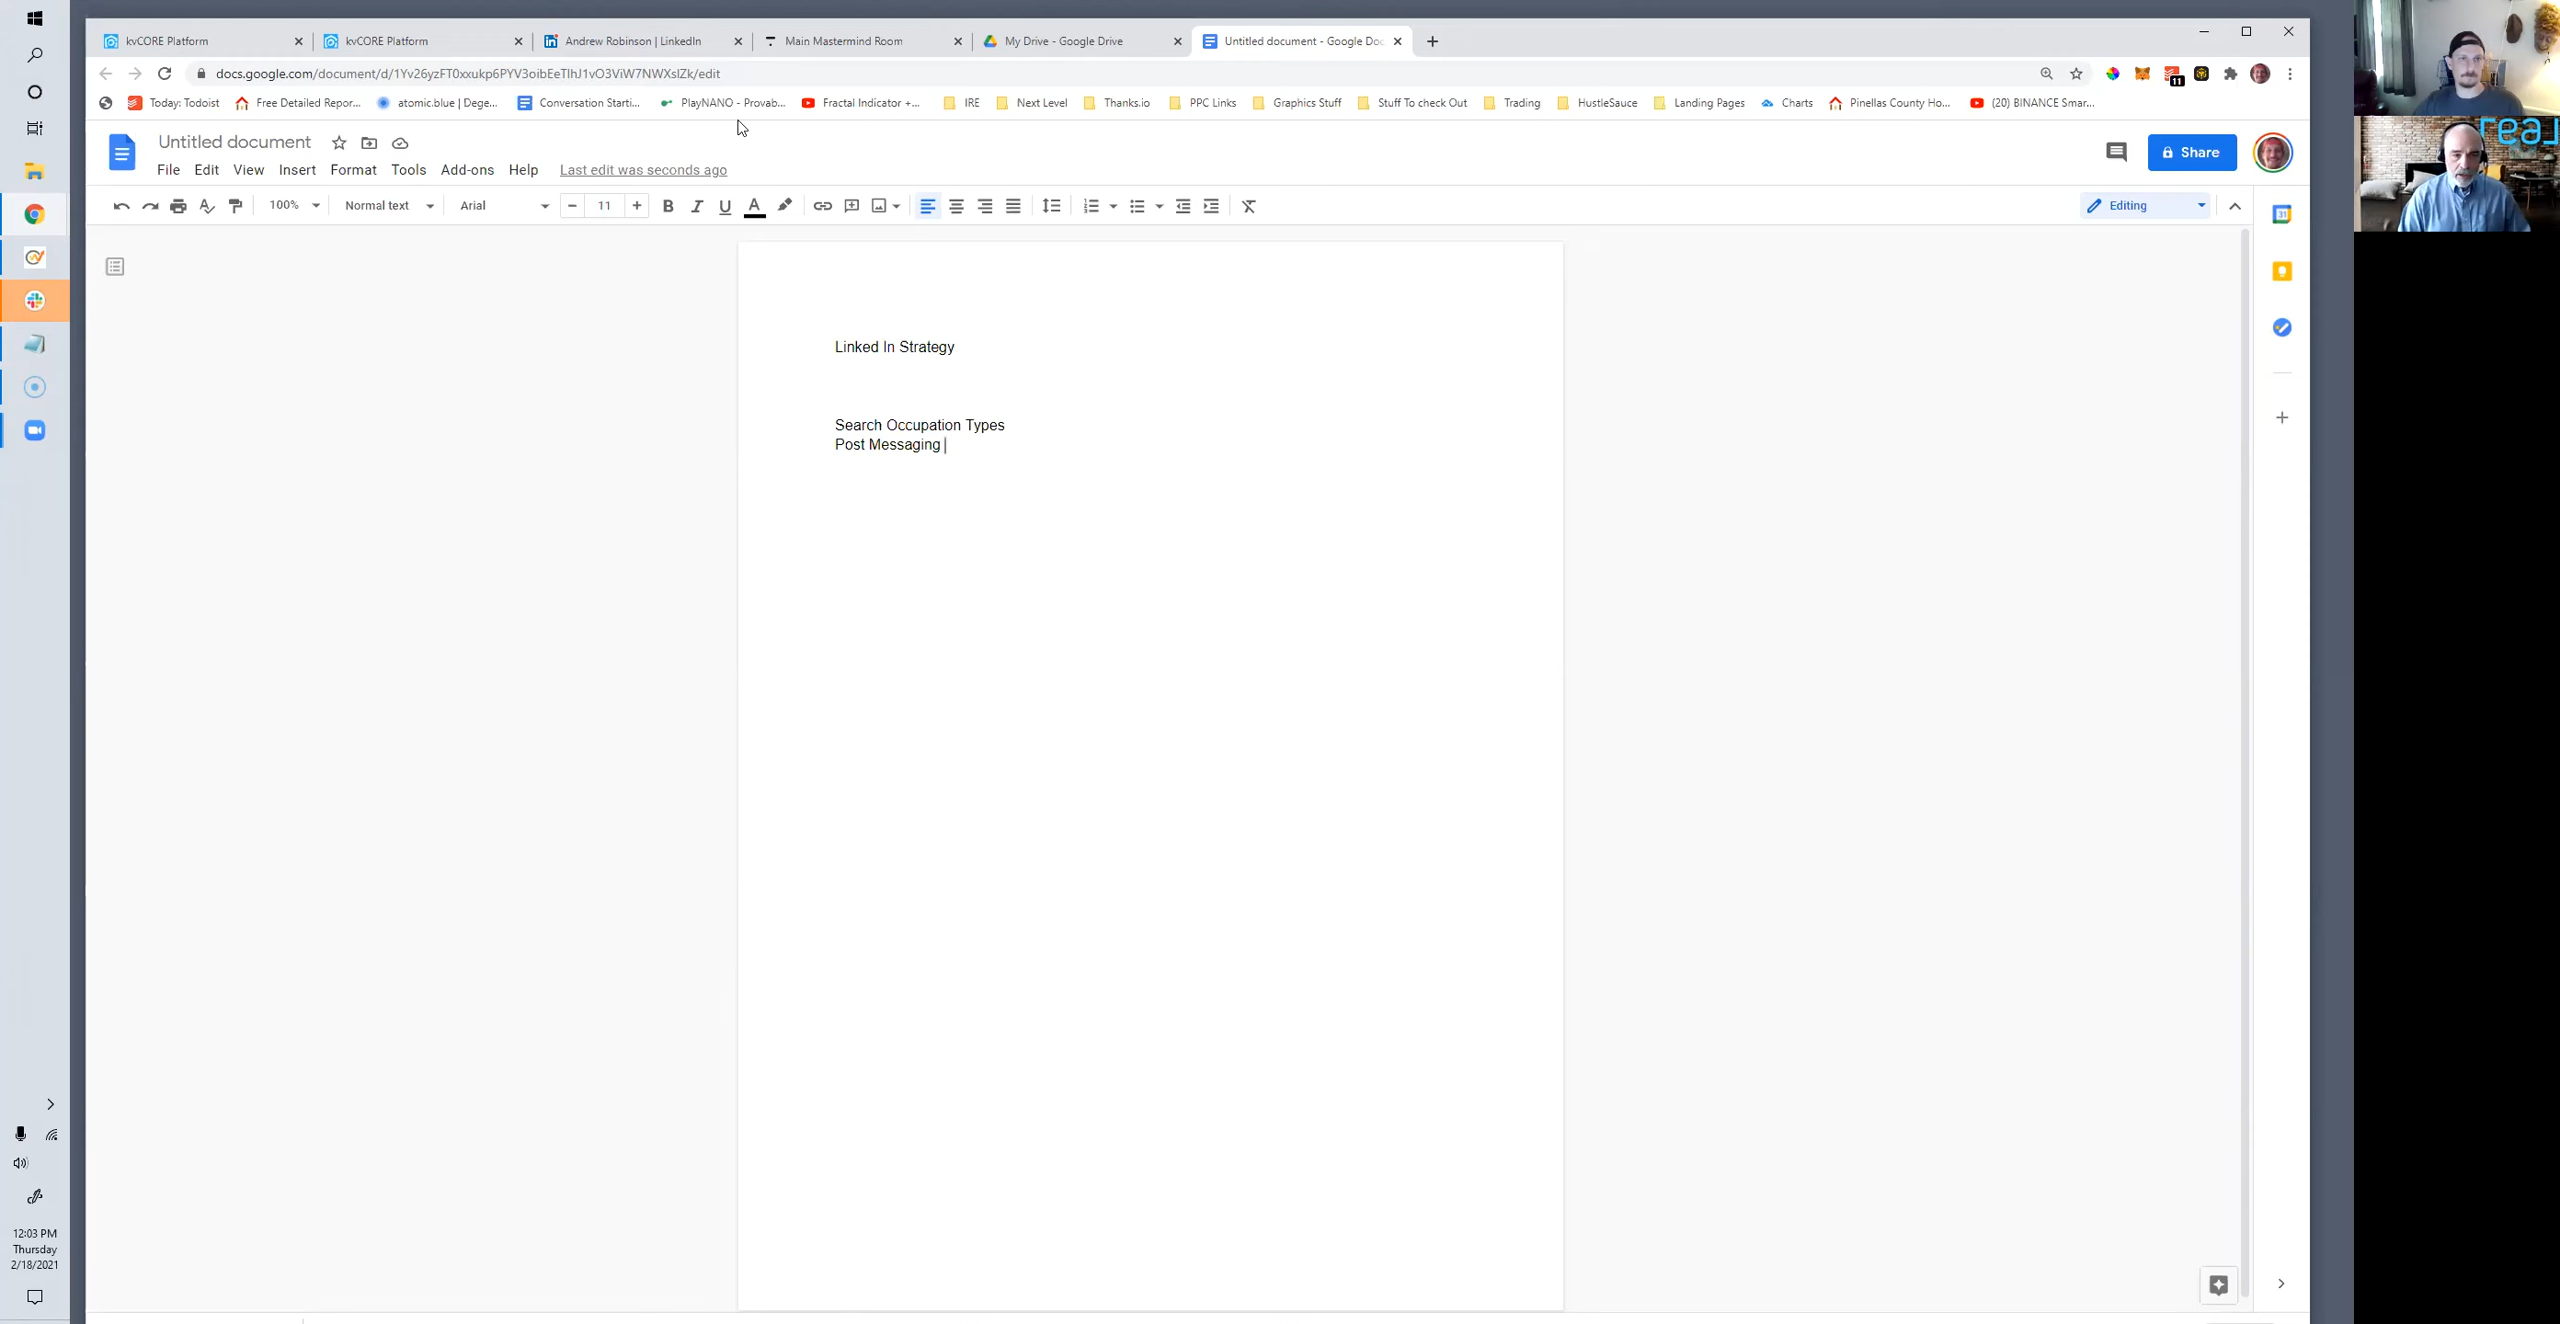 kvCORE Platform
kvCORE Platform
Andrew Robinson | LinkedIn
Main Mastermind Room
My Drive - Google Drive
Untitled document - Google Doc
docs.google.com/document/d/1Yv26yzFT0xxukp6PYV3oibEeTIhJ1vO3ViW7NWXsIZk/edit
11
Today: Todoist
Free Detailed Repor...
atomic.blue | Dege...
Conversation Starti...
PlayNANO - Provab...
Fractal Indicator +...
IRE
Next Level
Thanks.io
PPC Links
Graphics Stuff
Stuff To check Out
Trading
HustleSauce
Landing Pages
Charts
Pinellas County Ho...
(20) BINANCE Smar...
Untitled document
Share
File Edit View Insert Format Tools Add-ons Help Last edit was seconds ago
100% Normal text Arial 11 B I U A
Editing
31
Linked In Strategy
Search Occupation Types
Post Messaging
12:03 PM
Thursday
2/18/2021
real